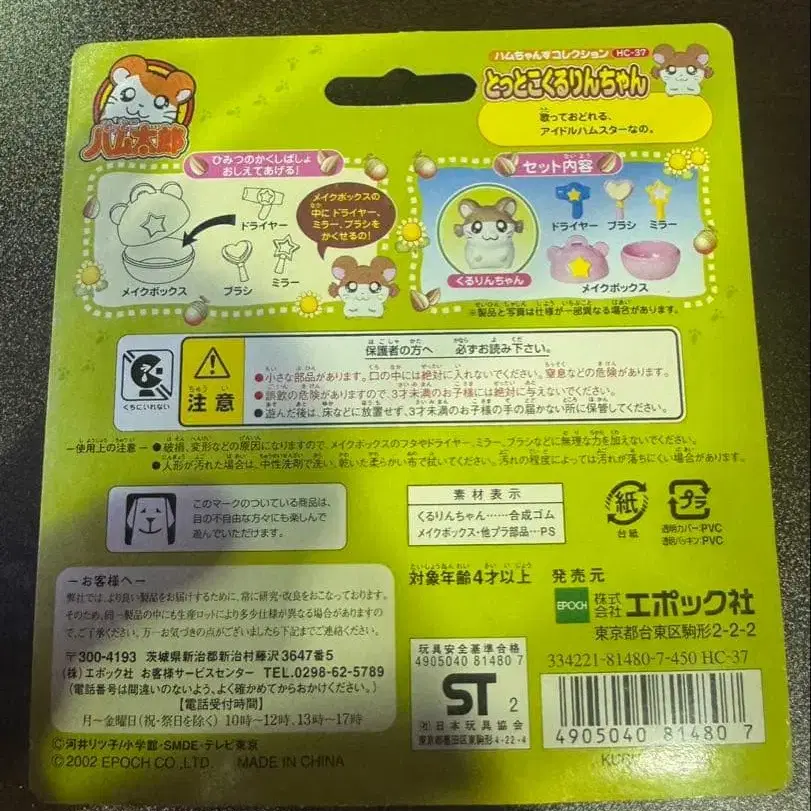 ハム太郎
ハムちゃんずコレクション HC-37
とっとこくるりんちゃん
歌っておどれる、
アイドルハムスターなの。
ひみつのかくしばしょ
おしえてあげる!
ドライヤー
メイクボックス
ブラシ
ミラー
メイクボックスの
中に ドライヤー、
ミラー、ブラシを
かくせるの!
セット内容
くるりんちゃん
ドライヤー ブラシ ミラー
メイクボックス
※製品と写真は仕様が一部異なる場合があります。
くちにいれない
注意
保護者の方へ 必ずお読み下さい。
●小さな部品があります。口の中には絶対に入れないでください。窒息などの危険があります。
●誤飲の危険がありますので、3才未満のお子様には絶対に与えないでください。
●遊んだ後は、床などに放置せず、3才未満のお子様の手の届かない所に保管してください。
ー使用上の注意ー
●破損、変形などの原因になりますので、メイクボックスのフタやドライヤー、ミラー、ブラシなどに無理な力を加えないでください。
●人形が汚れた場合は、中性洗剤で洗い、乾いた柔らかい布で拭いてください。汚れの程度によっては汚れが落ちにくい場合があります。
このマークのついている商品は、
目の不自由な方々にも楽しんで
遊んでいただけます。
素材表示
くるりんちゃん……合成ゴム
メイクボックス・他プラ部品…PS
紙
台紙
プラ
透明カバー:PVC
透明パッキン:PVC
ーお客様へー
弊社では、より良い製品をお届けするために、常に研究・改良をおこなっております。
そのため、同一製品の中にも生産ロットにより多少仕様が異なる場合がありますの
で、ご了承ください。万一お気づきの点がございましたら下記までご連絡ください。
〒300-4193 茨城県新治郡新治村藤沢3647番5
(株)エポック社 お客様サービスセンター TEL.0298-62-5789
(電話番号は間違いのないよう、よく確かめてからおかけください。)
【電話受付時間】
月〜金曜日(祝・祭日を除く) 10時〜12時、13時〜17時
対象年齢4才以上
発売元
EPOCH 株式会社 エポック社
東京都台東区駒形2-2-2
334221-81480-7-450 HC-37
玩具安全基準合格
4905040 81480 7
ST 2
(社)日本玩具協会
東京都墨田区東駒形4-22-4
4905040 814807
©河井リツ子/小学館・SMDE・テレビ東京
©2002 EPOCH CO.,LTD. MADE IN CHINA